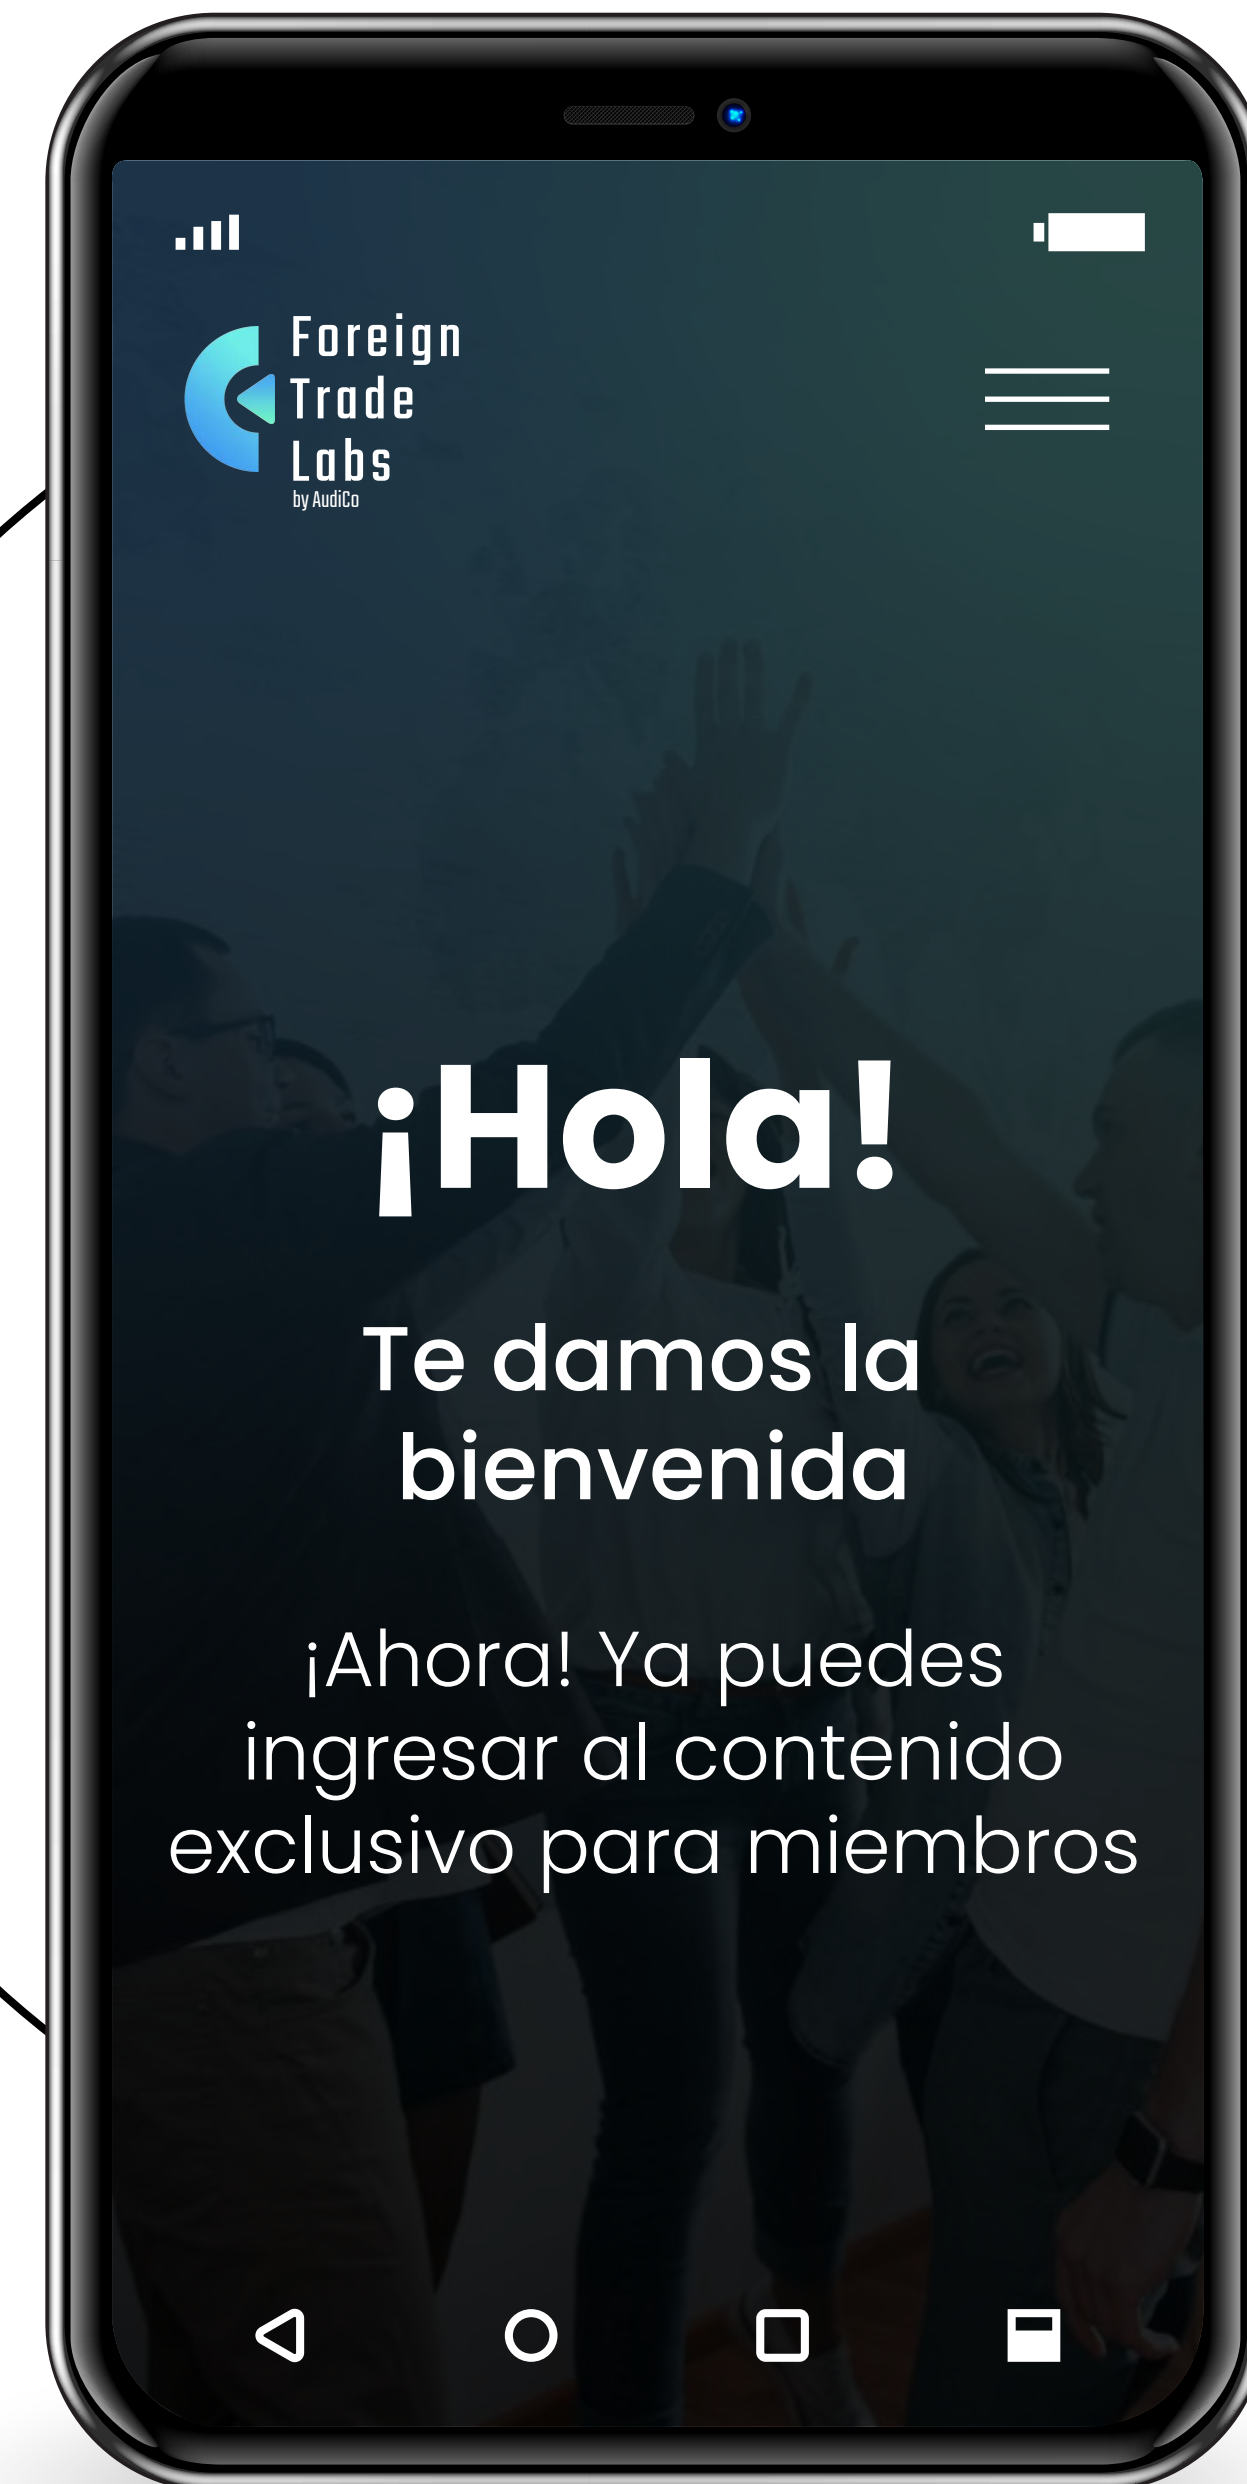 Foreign
Trade
Labs
by AudiCo
¡Hola!
Te damos la
bienvenida
¡Ahora! Ya puedes
ingresar al contenido
exclusivo para miembros